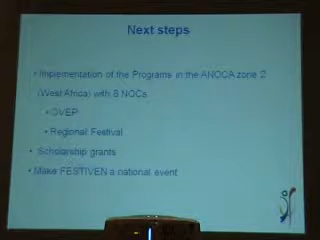 Next steps
• Implementation of the Programs in the ANOCA zone 2
(West Africa) with 8 NOCs
• OVEP
• Regional Festival
• Scholarship grants
• Make FESTIVEN a national event